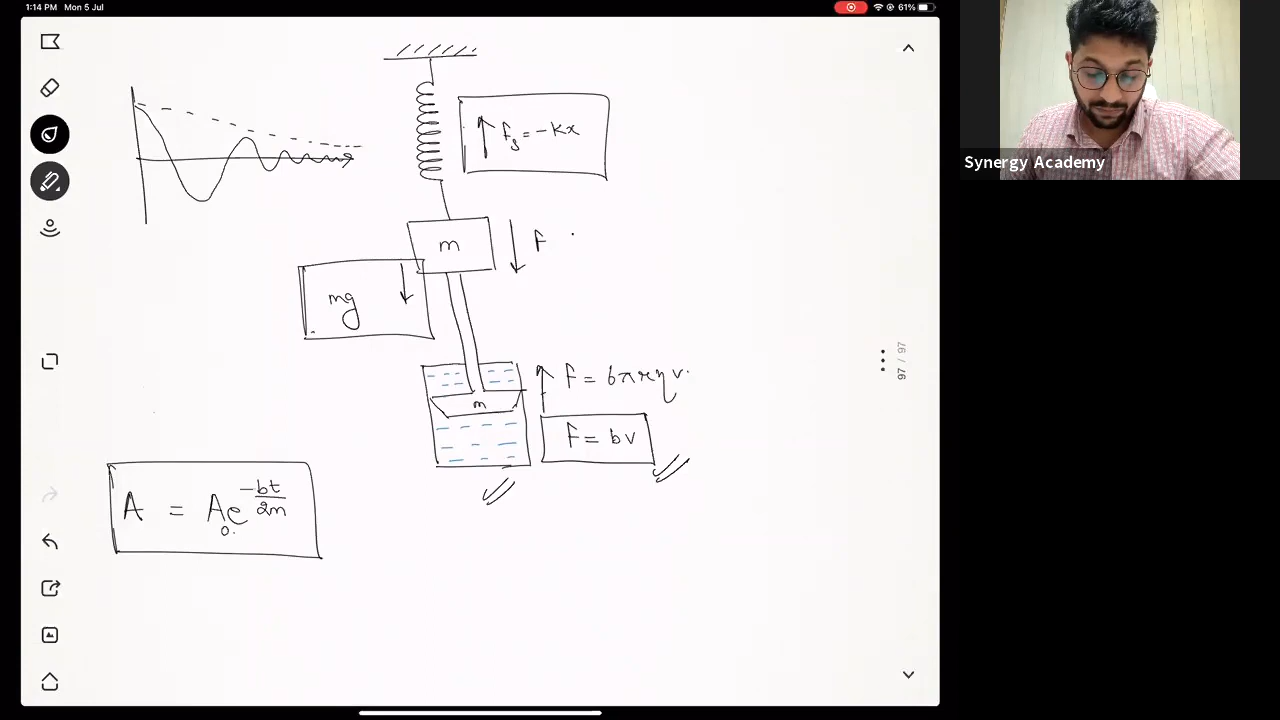 1:14 PM Mon 5 Jul
61%
fs = -kx
m
f
mg
F = 6πrηv.
m
F = bv
A = A₀e^(-bt/2m)
97 / 97
Synergy Academy